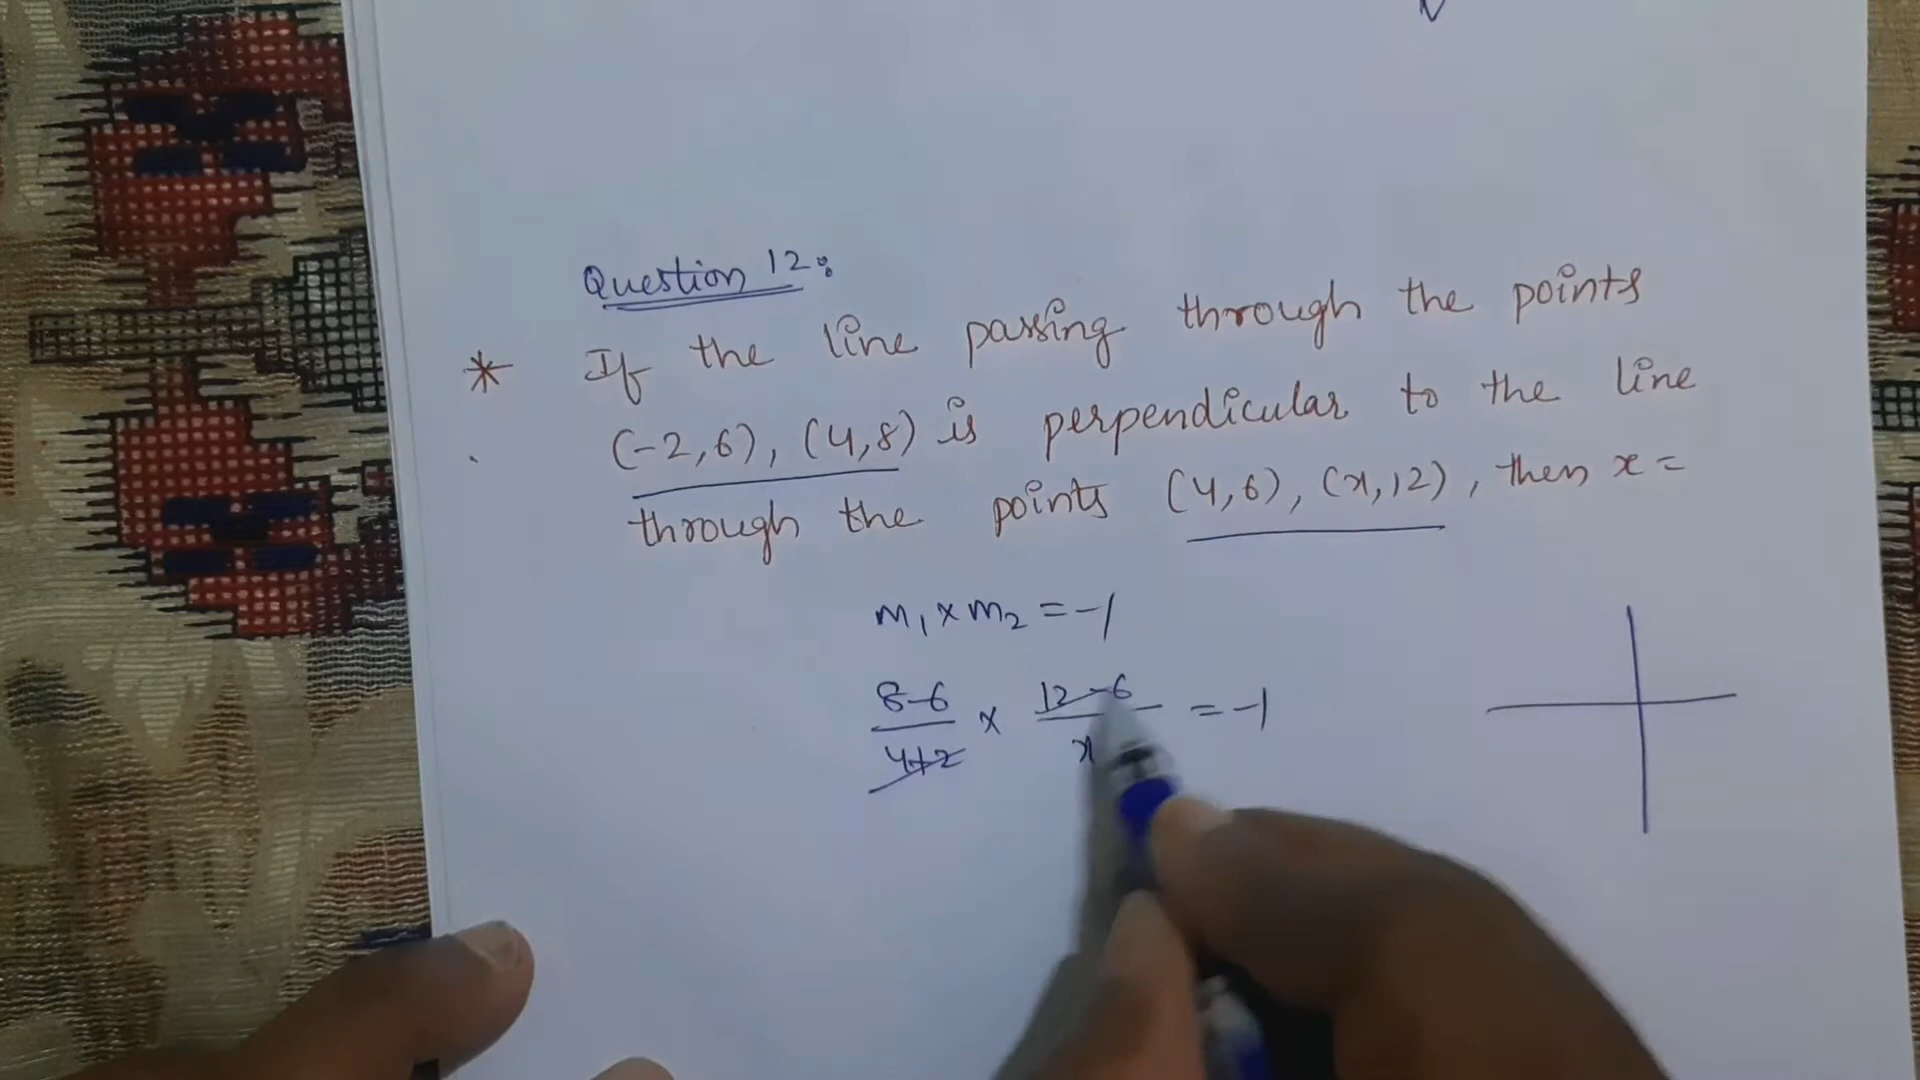 Question 12:
* If the line passing through the points
(-2,6), (4,8) is perpendicular to the line
through the points (4,6), (x,12), then x =
m₁ × m₂ = -1
8-6 / 4+2 × 12-6 / x = -1